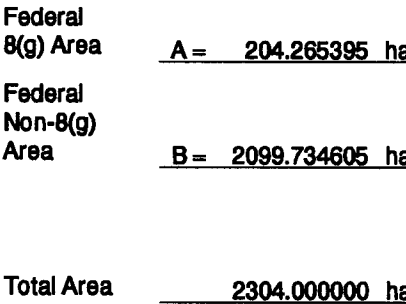 Federal
8(g) Area A = 204.265395 ha
Federal
Non-8(g)
Area B = 2099.734605 ha
Total Area 2304.000000 ha